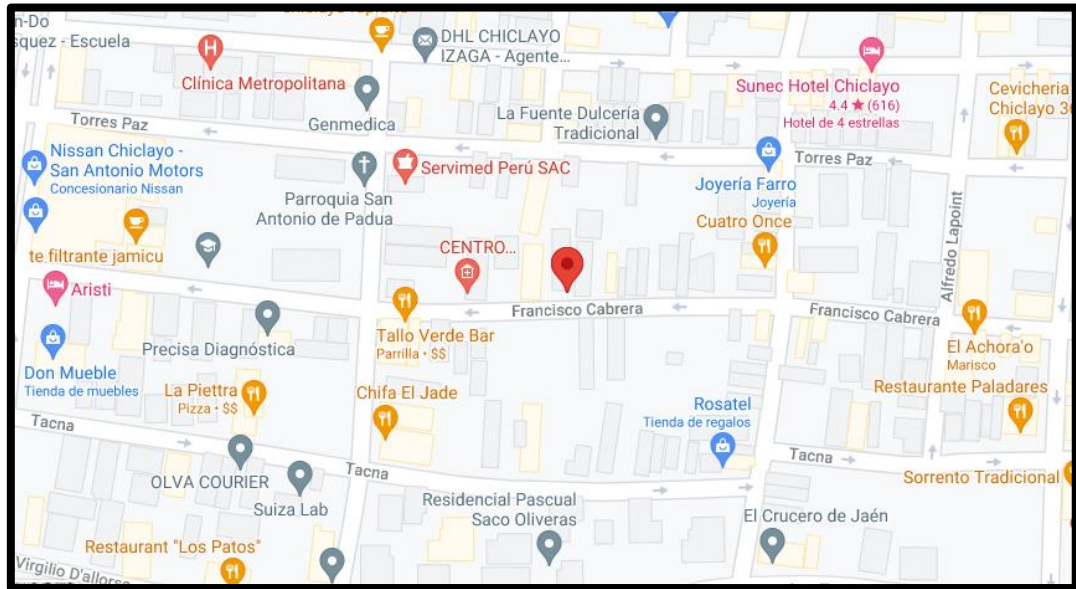 n-Do
squez - Escuela
DHL CHICLAYO
IZAGA - Agente...
Clínica Metropolitana
Sunec Hotel Chiclayo
4.4 ★ (616)
Hotel de 4 estrellas
Cevicheria
Chiclayo
Genmedica
La Fuente Dulcería
Tradicional
Torres Paz
Torres Paz
Nissan Chiclayo -
San Antonio Motors
Concesionario Nissan
Servimed Perú SAC
Parroquia San
Antonio de Padua
Joyería Farro
Joyería
Cuatro Once
Alfredo Lapoint
te filtrante jamicu
CENTRO...
Aristi
Francisco Cabrera
Francisco Cabrera
Precisa Diagnóstica
Tallo Verde Bar
Parrilla • $$
El Achora'o
Marisco
Don Mueble
Tienda de muebles
La Piettra
Pizza • $$
Chifa El Jade
Restaurante Paladares
Rosatel
Tienda de regalos
Tacna
Tacna
Tacna
OLVA COURIER
Suiza Lab
Sorrento Tradicional
Residencial Pascual
Saco Oliveras
El Crucero de Jaén
Restaurant "Los Patos"
Virgilio D'allorso